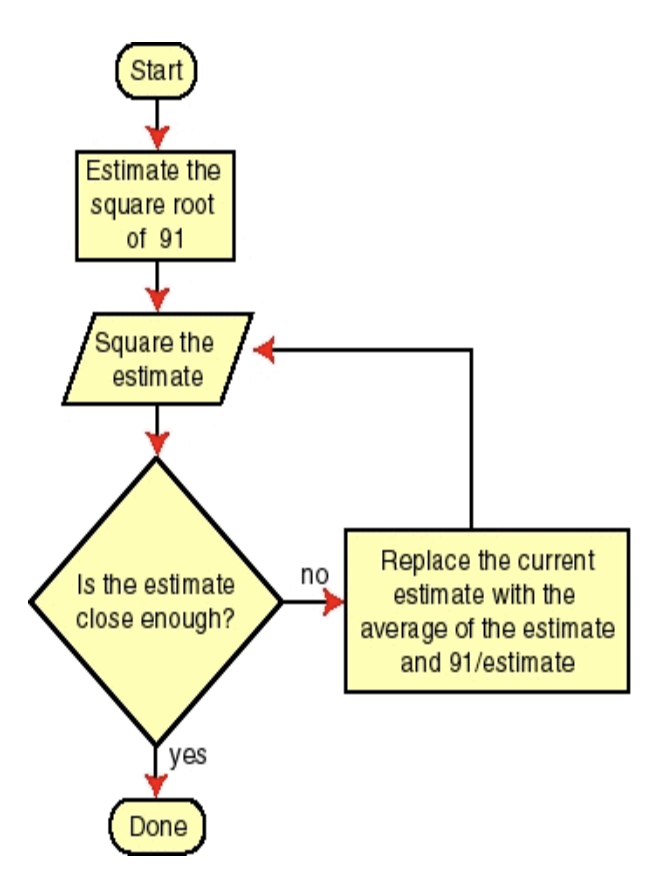 Start
Estimate the
square root
of 91
Square the
estimate
Is the estimate
close enough?
no
Replace the current
estimate with the
average of the estimate
and 91/estimate
yes
Done